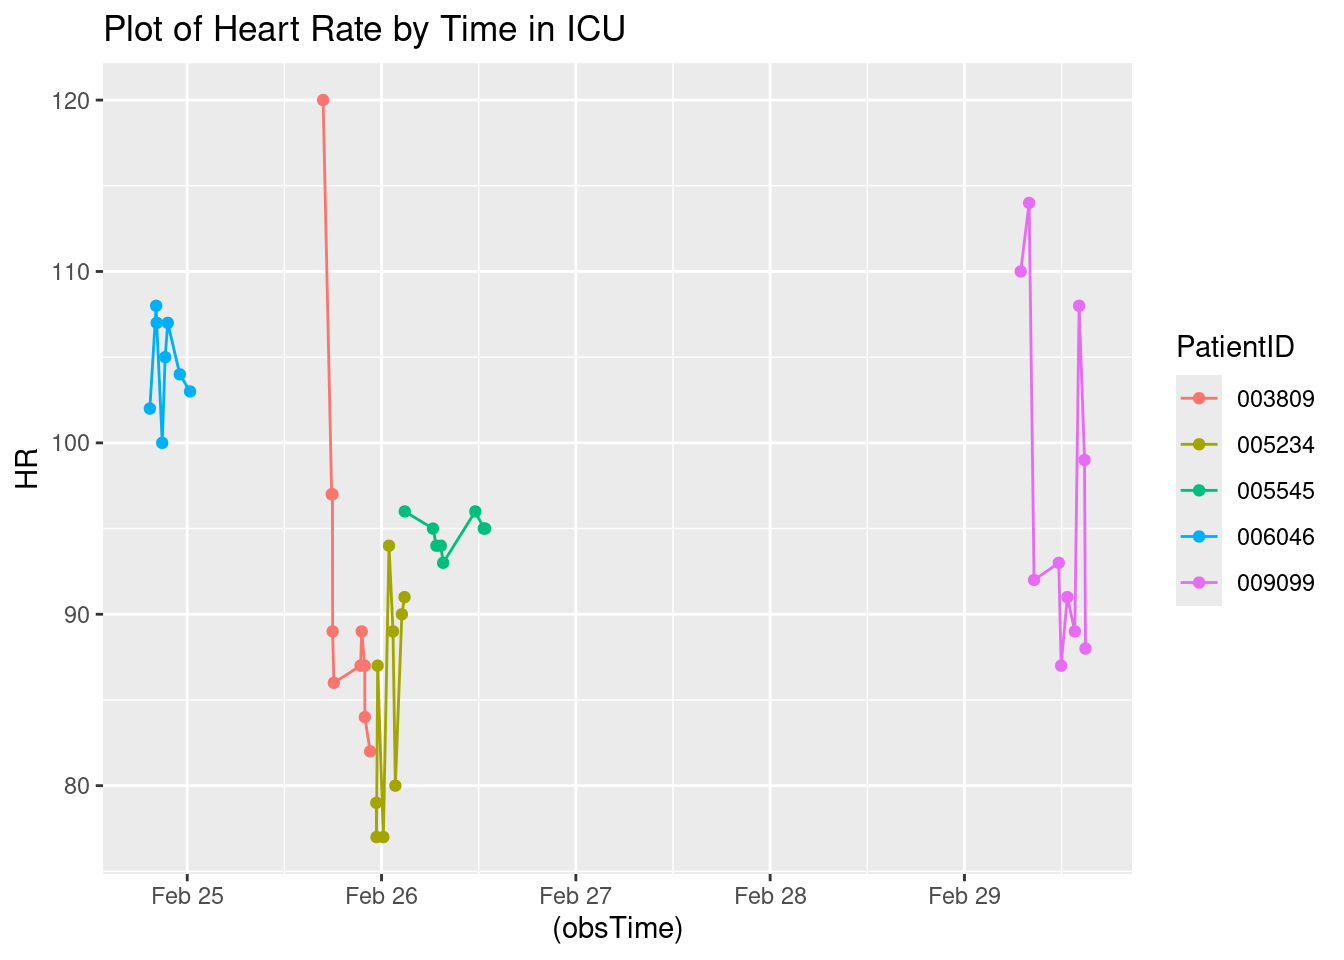 Plot of Heart Rate by Time in ICU
120
110
100
90
80
HR
Feb 25
Feb 26
Feb 27
Feb 28
Feb 29
(obsTime)
PatientID
003809
005234
005545
006046
009099